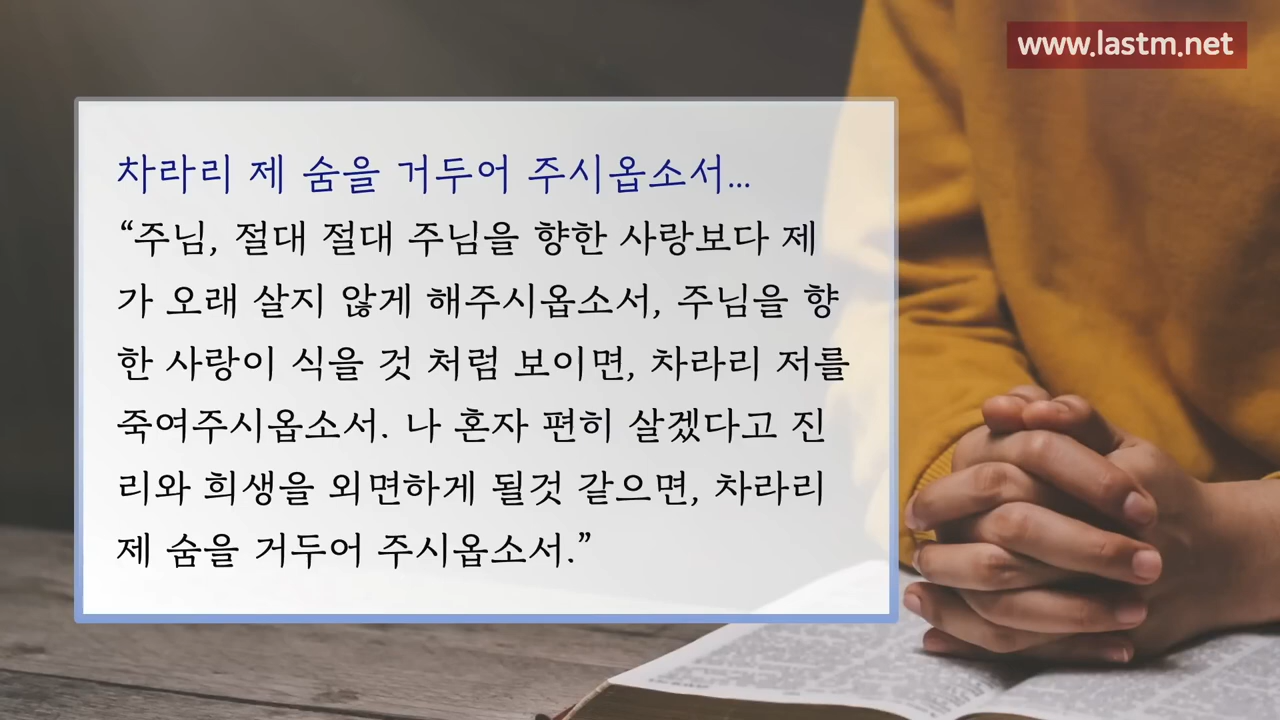 www.lastm.net
차라리 제 숨을 거두어 주시옵소서...
“주님, 절대 절대 주님을 향한 사랑보다 제
가 오래 살지 않게 해주시옵소서, 주님을 향
한 사랑이 식을 것 처럼 보이면, 차라리 저를
죽여주시옵소서. 나 혼자 편히 살겠다고 진
리와 희생을 외면하게 될것 같으면, 차라리
제 숨을 거두어 주시옵소서.”